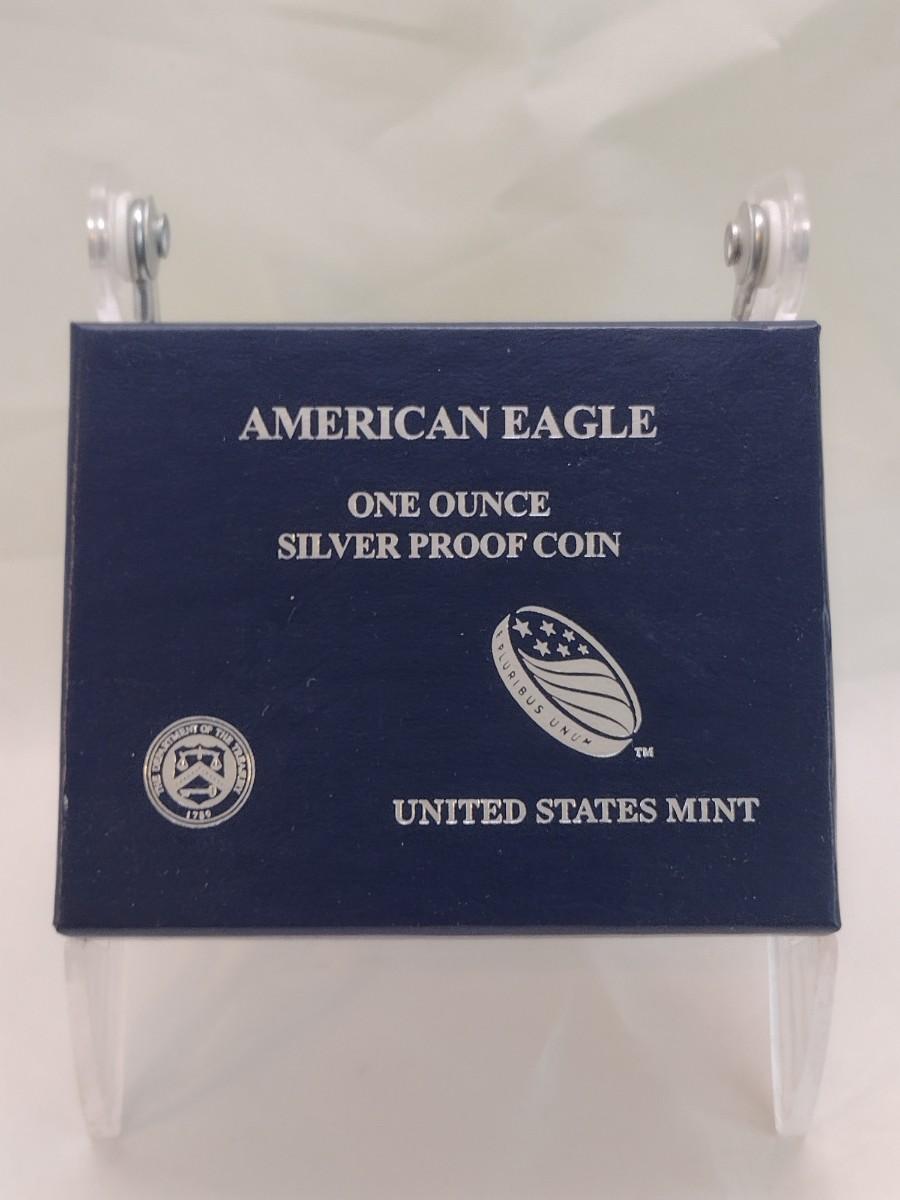 AMERICAN EAGLE
ONE OUNCE
SILVER PROOF COIN
E PLURIBUS UNUM
TM
THE DEPARTMENT OF THE TREASURY
1789
UNITED STATES MINT